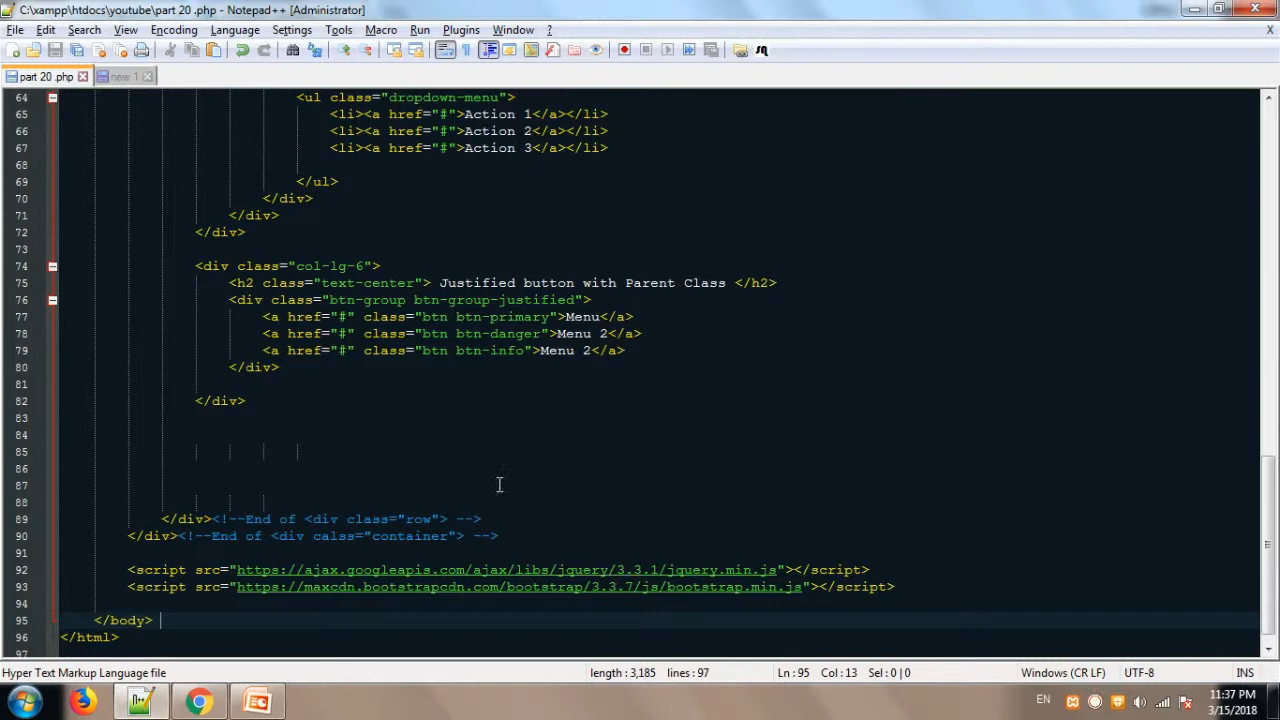 C:\xampp\htdocs\youtube\part 20 .php - Notepad++ [Administrator]
File Edit Search View Encoding Language Settings Tools Macro Run Plugins Window ? X
part 20 .php new 1
64 <ul class="dropdown-menu">
65 <li><a href="#">Action 1</a></li>
66 <li><a href="#">Action 2</a></li>
67 <li><a href="#">Action 3</a></li>
68
69 </ul>
70 </div>
71 </div>
72 </div>
73
74 <div class="col-lg-6">
75 <h2 class="text-center"> Justified button with Parent Class </h2>
76 <div class="btn-group btn-group-justified">
77 <a href="#" class="btn btn-primary">Menu</a>
78 <a href="#" class="btn btn-danger">Menu 2</a>
79 <a href="#" class="btn btn-info">Menu 2</a>
80 </div>
81
82 </div>
83
84
85
86
87
88
89 </div><!--End of <div class="row"> -->
90 </div><!--End of <div calss="container"> -->
91
92 <script src="https://ajax.googleapis.com/ajax/libs/jquery/3.3.1/jquery.min.js"></script>
93 <script src="https://maxcdn.bootstrapcdn.com/bootstrap/3.3.7/js/bootstrap.min.js"></script>
94
95 </body>
96 </html>
97
Hyper Text Markup Language file length : 3,185 lines : 97 Ln : 95 Col : 13 Sel : 0 | 0 Windows (CR LF) UTF-8 INS
EN 11:37 PM
3/15/2018